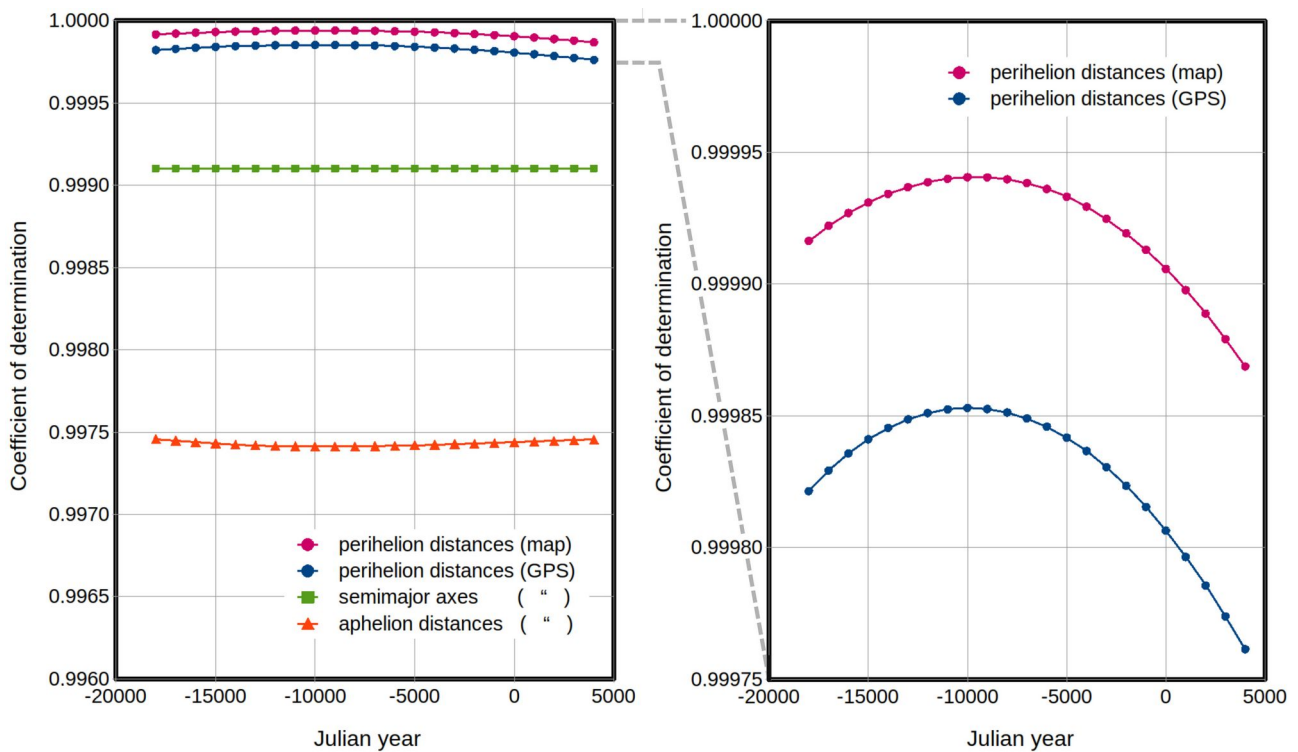 1.0000
0.9995
0.9990
0.9985
0.9980
0.9975
0.9970
0.9965
0.9960
Coefficient of determination
perihelion distances (map)
perihelion distances (GPS)
semimajor axes ( “ )
aphelion distances ( “ )
-20000 -15000 -10000 -5000 0 5000
Julian year
1.00000
0.99995
0.99990
0.99985
0.99980
0.99975
Coefficient of determination
perihelion distances (map)
perihelion distances (GPS)
-20000 -15000 -10000 -5000 0 5000
Julian year